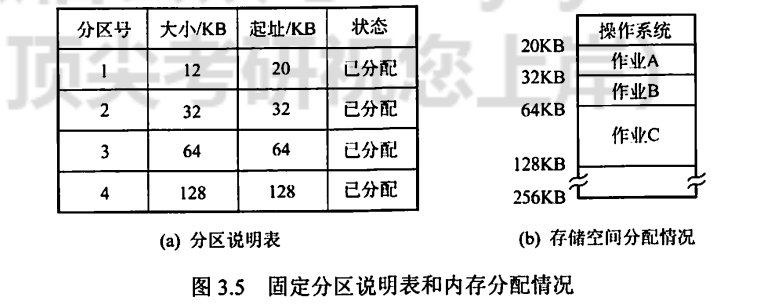 顶尖考研祝您上岸）
分区号 大小/KB 起址/KB 状态
1 12 20 已分配
2 32 32 已分配
3 64 64 已分配
4 128 128 已分配
(a) 分区说明表
操作系统
20KB
作业A
32KB
作业B
64KB
作业C
128KB
256KB
(b) 存储空间分配情况
图 3.5 固定分区说明表和内存分配情况